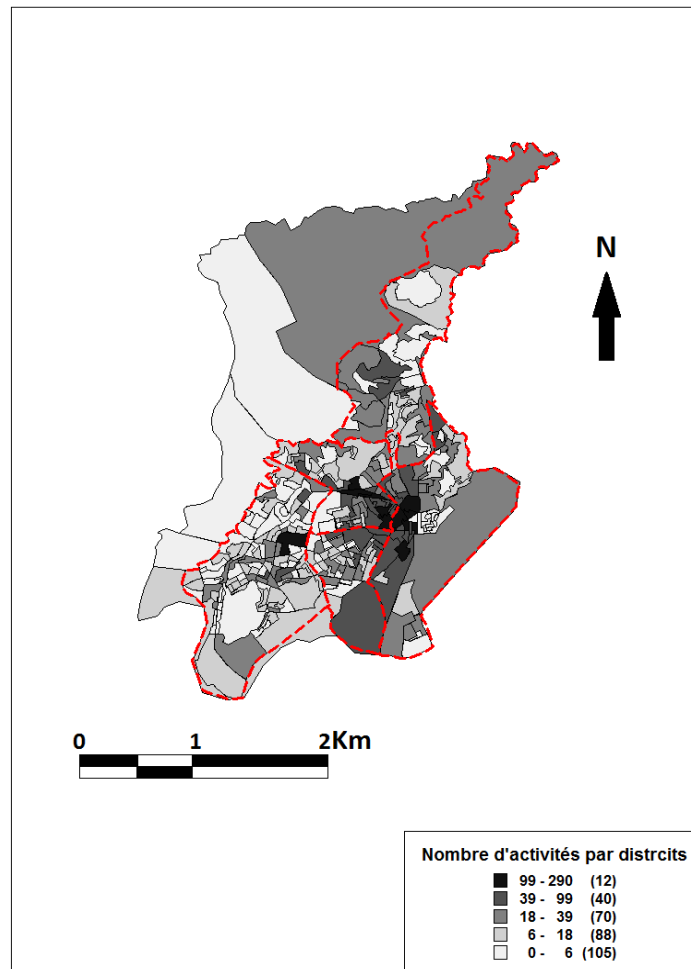 N
0 1 2Km
Nombre d'activités par distrcits
99 - 290 (12)
39 - 99 (40)
18 - 39 (70)
6 - 18 (88)
0 - 6 (105)